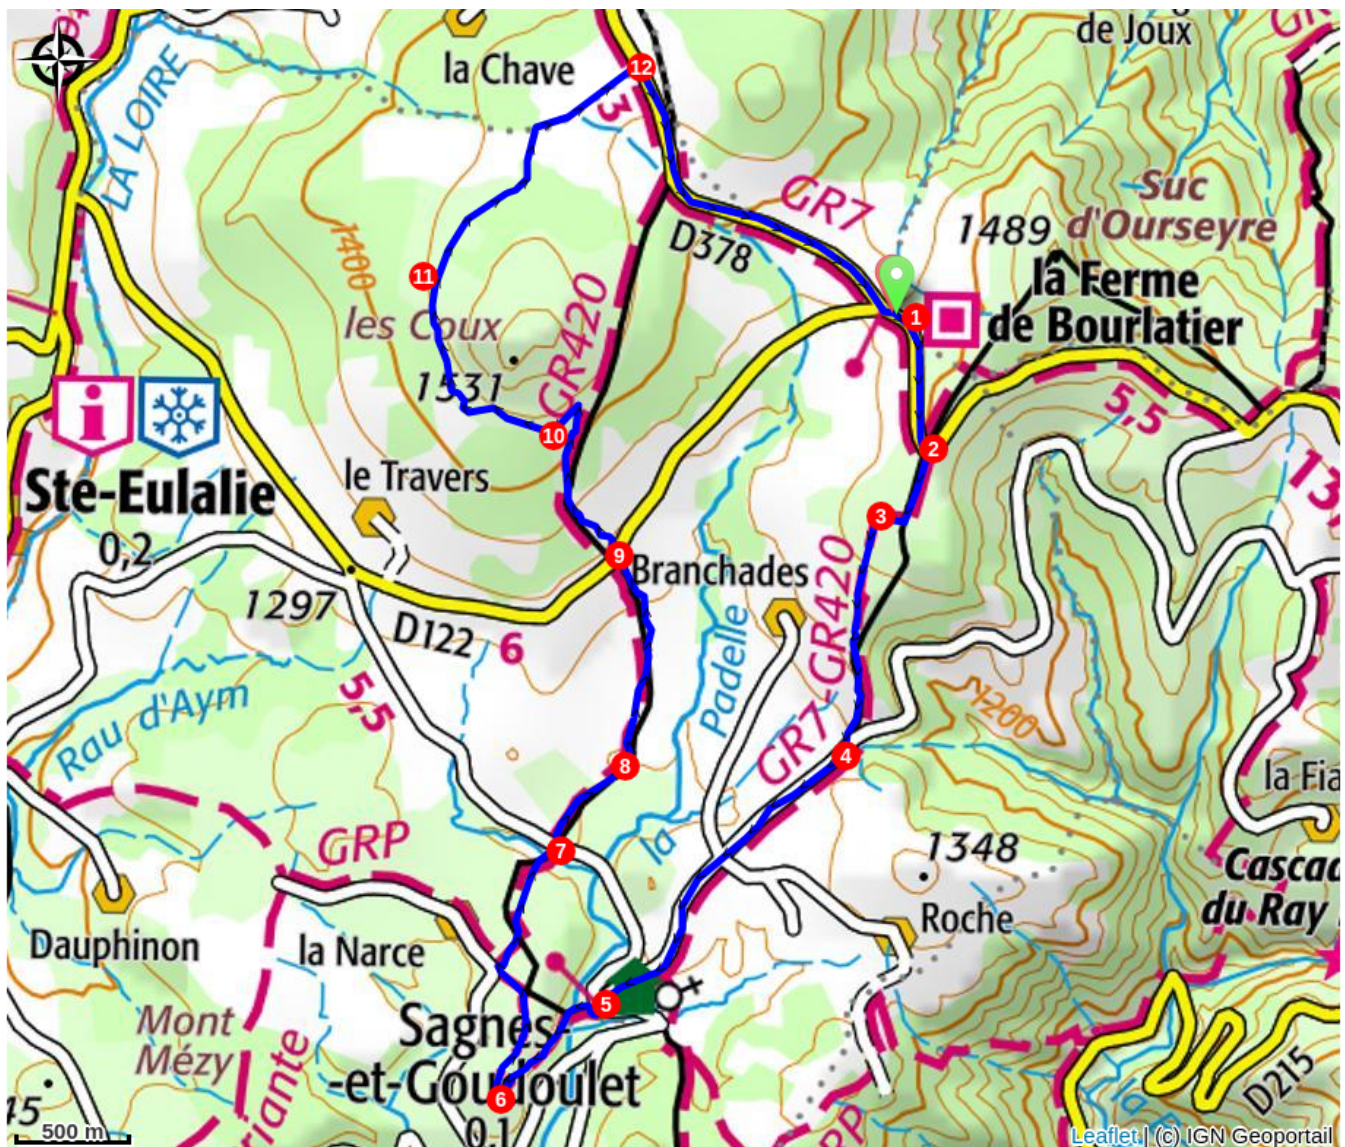 de Joux
la Chave
12
LA LOIRE
3
GR7
Suc
d'Ourseyre
1489
D378
1400
la Ferme
de Bourlatier
1
11
les Coux
GR420
1531
5,5
10
2
Ste-Eulalie
le Travers
3
0,2
9
Branchades
1297
D122
6
GR7-GR420
Padelle
la
5,5
Rau d'Aym
1200
8
4
la Fia
GRP
7
1348
Cascad
du Ray
Roche
Dauphinon
la Narce
5
Mont
Mézy
Sagnes-
-et-Goudoulet
6
0,1
D215
45
500 m
Leaflet | (c) IGN Geoportail